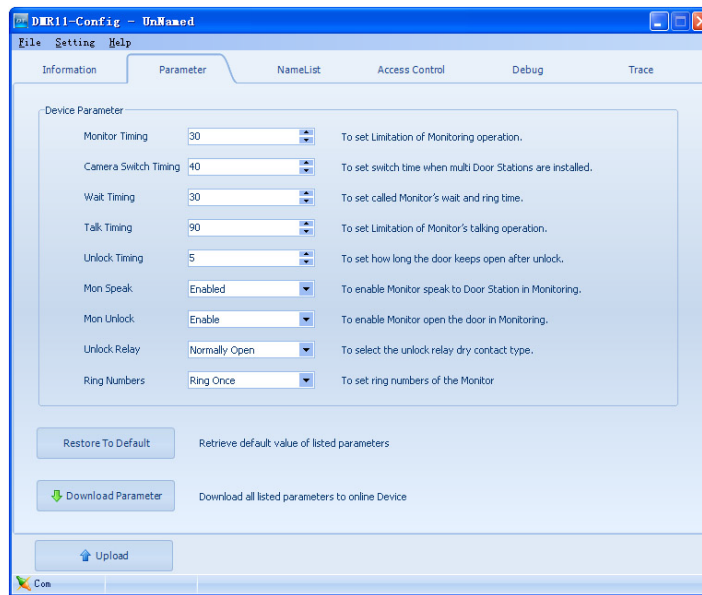 DMR11-Config - UnNamed
File Setting Help
Information Parameter NameList Access Control Debug Trace
Device Parameter
Monitor Timing 30 To set Limitation of Monitoring operation.
Camera Switch Timing 40 To set switch time when multi Door Stations are installed.
Wait Timing 30 To set called Monitor's wait and ring time.
Talk Timing 90 To set Limitation of Monitor's talking operation.
Unlock Timing 5 To set how long the door keeps open after unlock.
Mon Speak Enabled To enable Monitor speak to Door Station in Monitoring.
Mon Unlock Enable To enable Monitor open the door in Monitoring.
Unlock Relay Normally Open To select the unlock relay dry contact type.
Ring Numbers Ring Once To set ring numbers of the Monitor
Restore To Default Retrieve default value of listed parameters
Download Parameter Download all listed parameters to online Device
Upload
Com